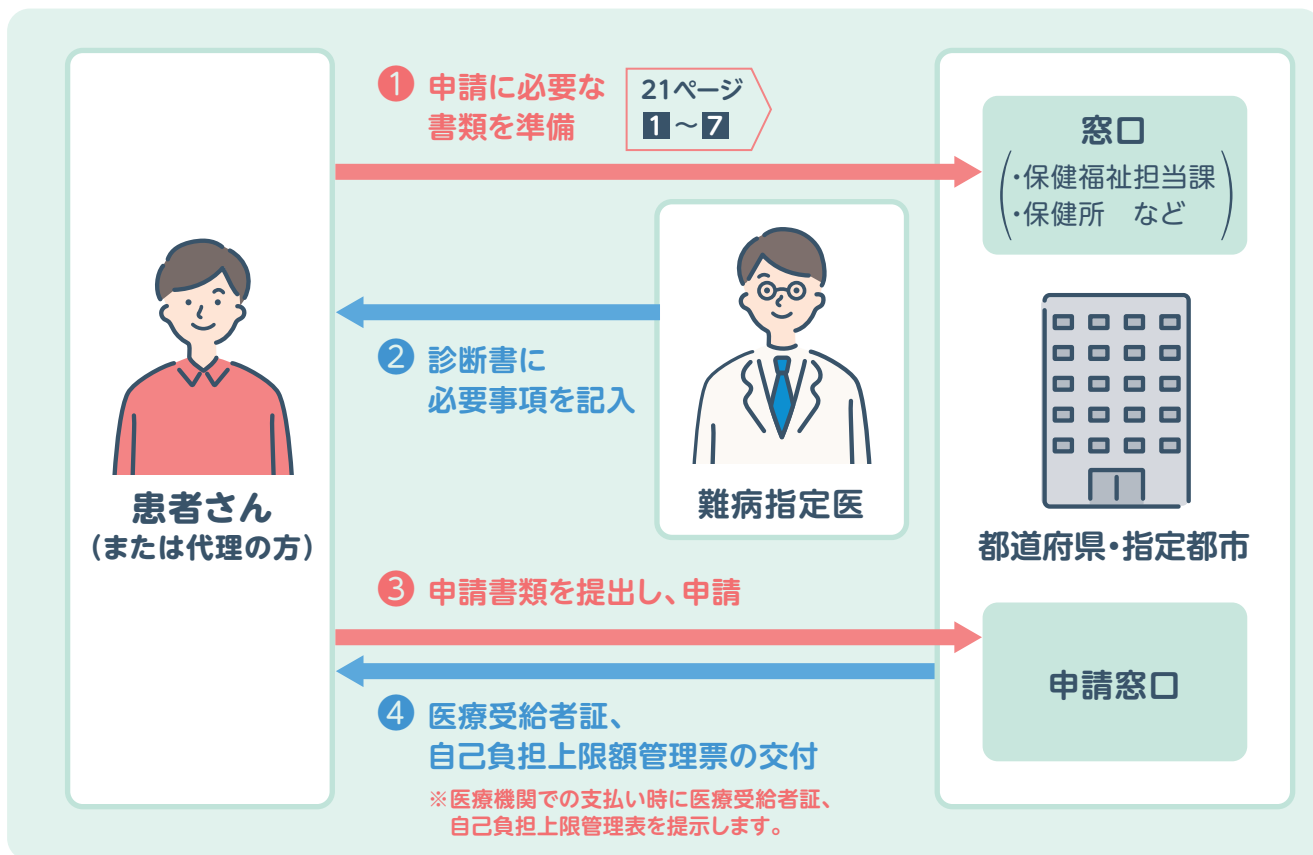 ① 申請に必要な
書類を準備
21ページ
1～7
窓口
・保健福祉担当課
・保健所　など
② 診断書に
必要事項を記入
難病指定医
患者さん
（または代理の方）
都道府県・指定都市
③ 申請書類を提出し、申請
申請窓口
④ 医療受給者証、
自己負担上限額管理票の交付
※医療機関での支払い時に医療受給者証、
自己負担上限管理表を提示します。